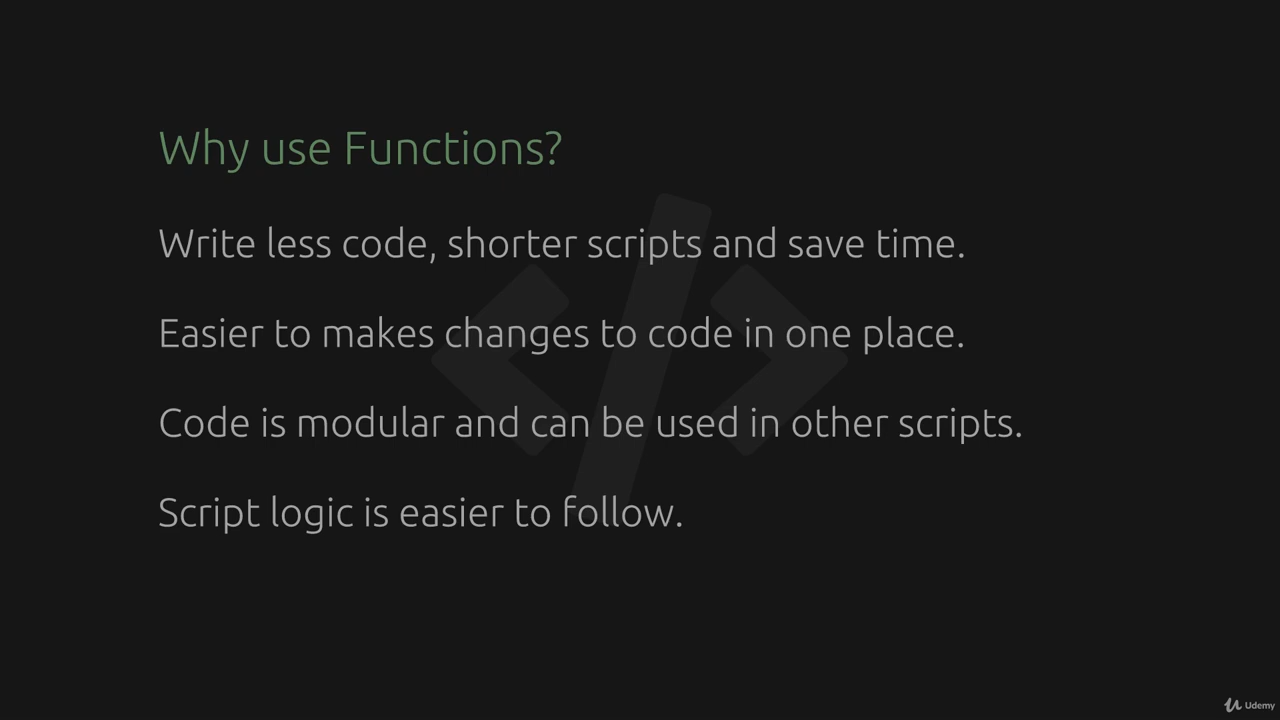 Why use Functions?
Write less code, shorter scripts and save time.
Easier to makes changes to code in one place.
Code is modular and can be used in other scripts.
Script logic is easier to follow.
Udemy